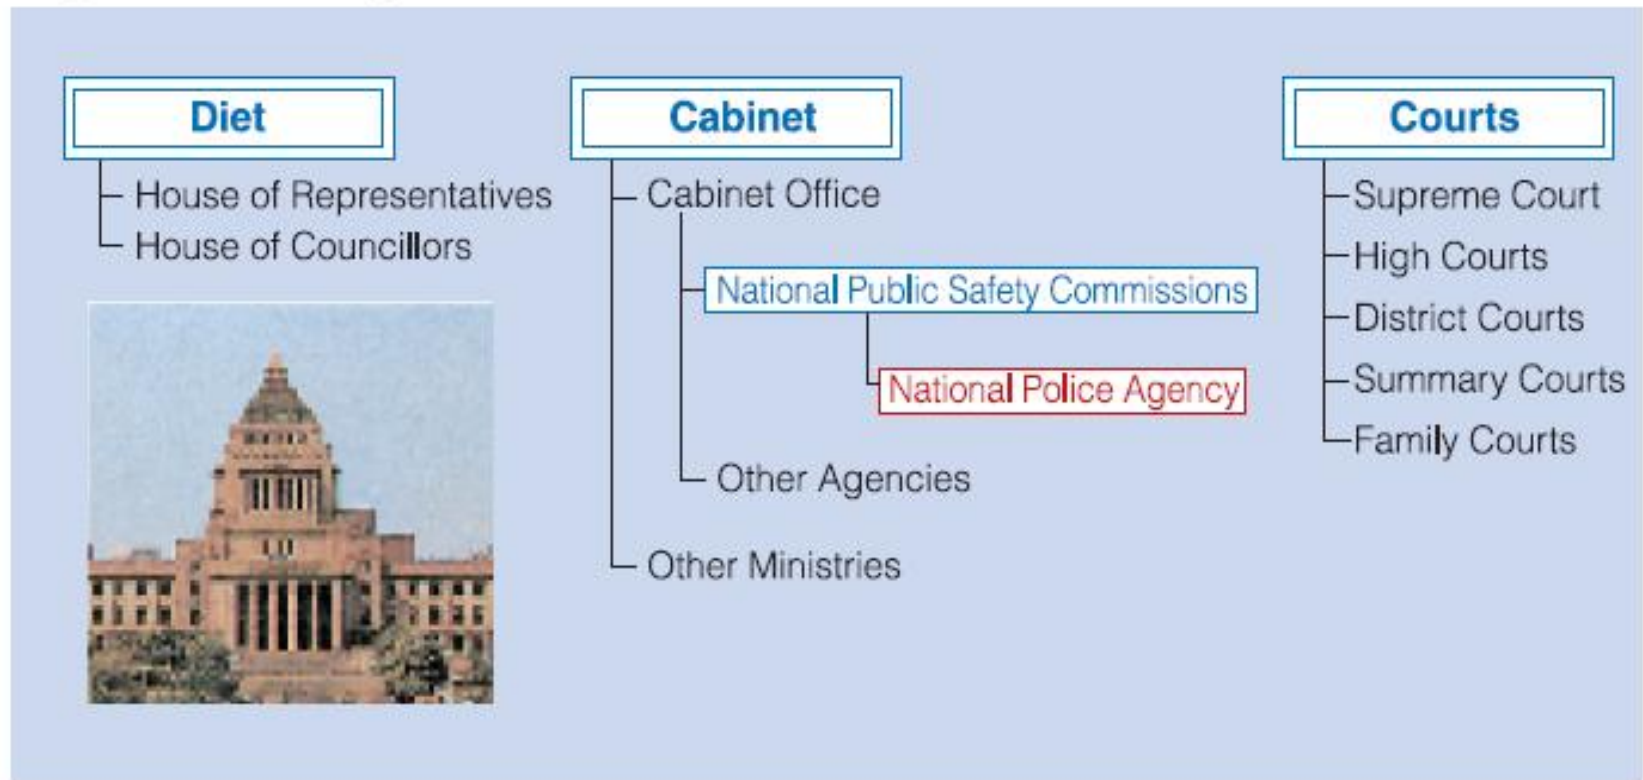 Diet
House of Representatives
House of Councillors
Cabinet
Cabinet Office
National Public Safety Commissions
National Police Agency
Other Agencies
Other Ministries
Courts
Supreme Court
High Courts
District Courts
Summary Courts
Family Courts